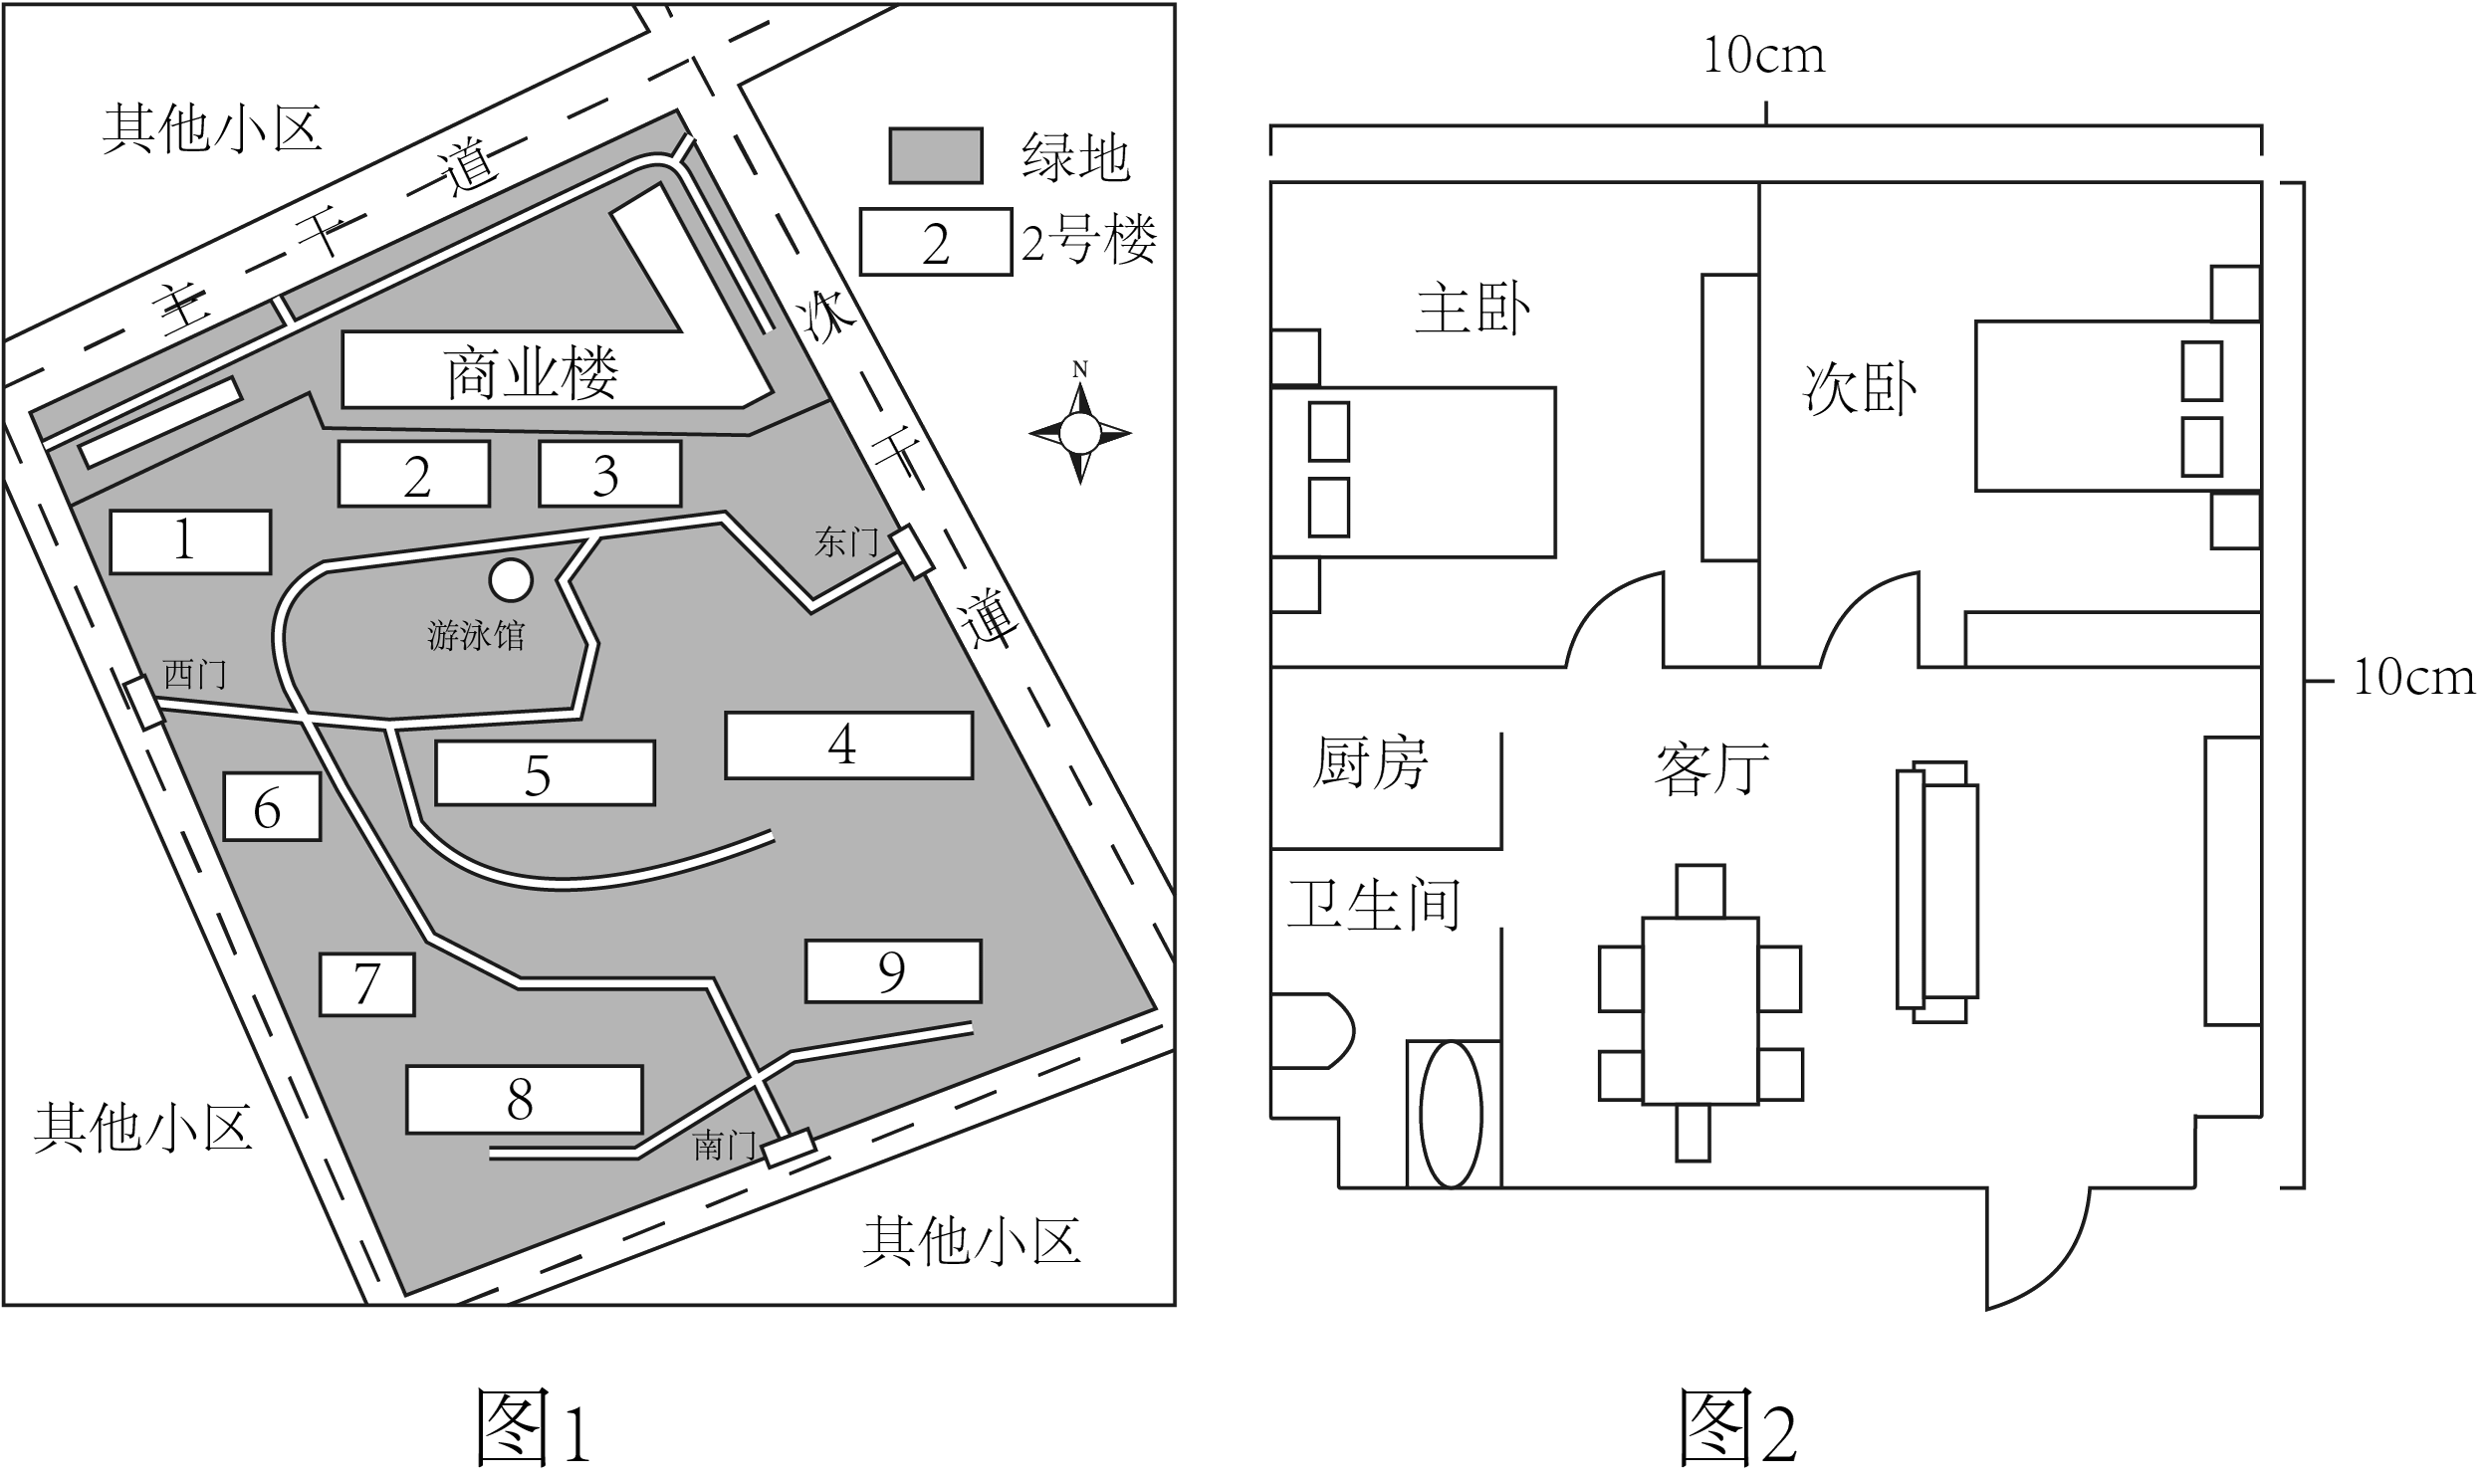 其他小区
主干道
绿地
2 2号楼
次干道
N
商业楼
2
3
1
东门
游泳馆
西门
4
5
6
7
9
8
南门
其他小区
其他小区
图1
10cm
10cm
主卧
次卧
厨房
客厅
卫生间
图2